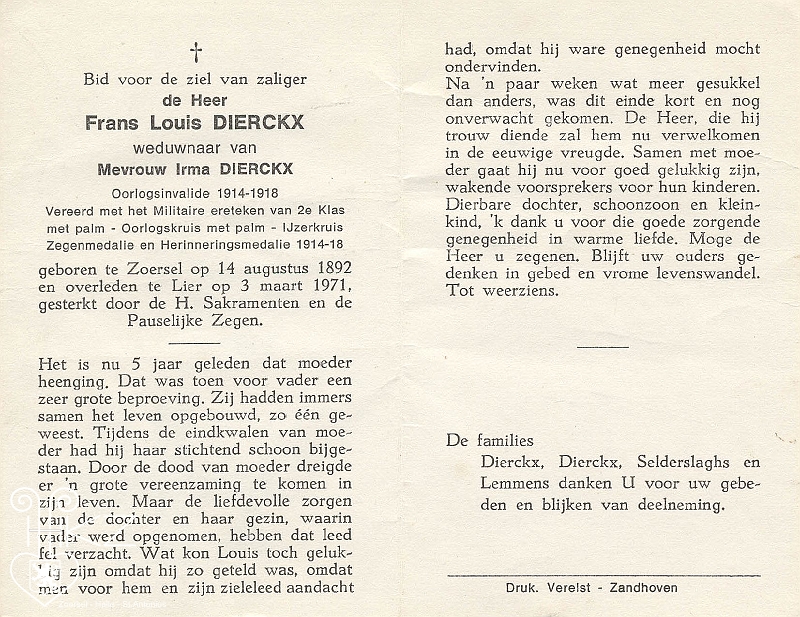 †
Bid voor de ziel van zaliger
de Heer
Frans Louis DIERCKX
weduwnaar van
Mevrouw Irma DIERCKX
Oorlogsinvalide 1914-1918
Vereerd met het Militaire ereteken van 2e Klas
met palm - Oorlogskruis met palm - IJzerkruis
Zegenmedalie en Herinneringsmedalie 1914-18
geboren te Zoersel op 14 augustus 1892
en overleden te Lier op 3 maart 1971,
gesterkt door de H. Sakramenten en de
Pauselijke Zegen.
Het is nu 5 jaar geleden dat moeder
heenging. Dat was toen voor vader een
zeer grote beproeving. Zij hadden immers
samen het leven opgebouwd, zo één ge-
weest. Tijdens de eindkwalen van moe-
der had hij haar stichtend schoon bijge-
staan. Door de dood van moeder dreigde
er 'n grote vereenzaming te komen in
zijn leven. Maar de liefdevolle zorgen
van de dochter en haar gezin, waarin
vader werd opgenomen, hebben dat leed
fel verzacht. Wat kon Louis toch geluk-
kig zijn omdat hij zo geteld was, omdat
men voor hem en zijn zieleleed aandacht
had, omdat hij ware genegenheid mocht
ondervinden.
Na 'n paar weken wat meer gesukkel
dan anders, was dit einde kort en nog
onverwacht gekomen. De Heer, die hij
trouw diende zal hem nu verwelkomen
in de eeuwige vreugde. Samen met moe-
der gaat hij nu voor goed gelukkig zijn,
wakende voorsprekers voor hun kinderen.
Dierbare dochter, schoonzoon en klein-
kind, 'k dank u voor die goede zorgende
genegenheid in warme liefde. Moge de
Heer u zegenen. Blijft uw ouders ge-
denken in gebed en vrome levenswandel.
Tot weerziens.
De families
Dierckx, Dierckx, Selderslaghs en
Lemmens danken U voor uw gebe-
den en blijken van deelneming.
Druk. Verelst - Zandhoven